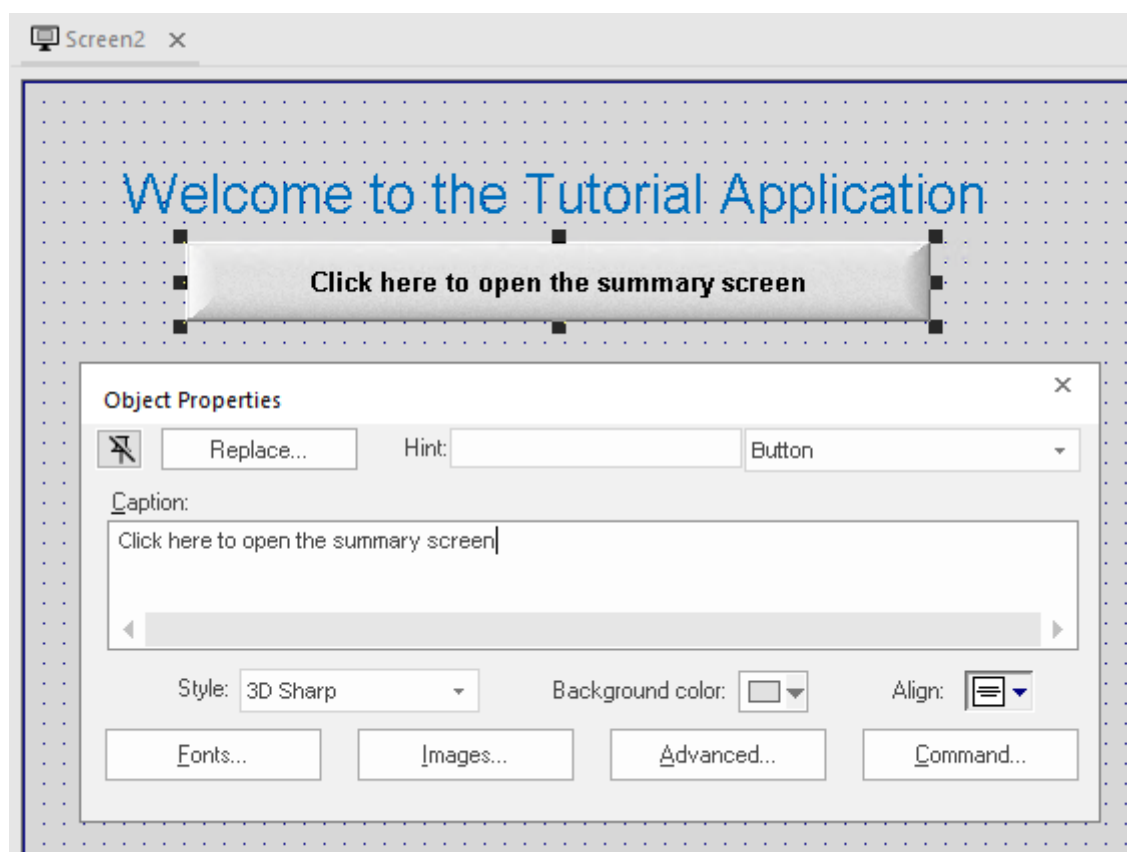 Screen2
Welcome to the Tutorial Application
Click here to open the summary screen
Object Properties
Replace... Hint: Button
Caption:
Click here to open the summary screen
Style: 3D Sharp Background color: Align:
Fonts... Images... Advanced... Command...